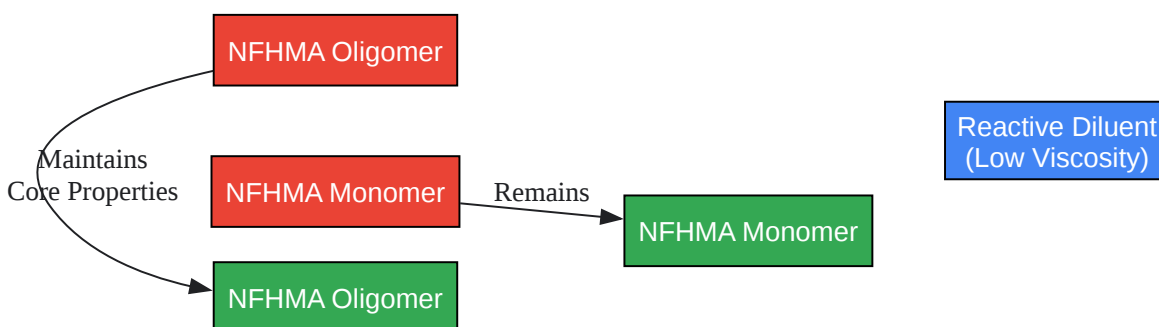 NFHMA Oligomer
Reactive Diluent
(Low Viscosity)
Maintains
Core Properties
NFHMA Monomer
Remains
NFHMA Monomer
NFHMA Oligomer